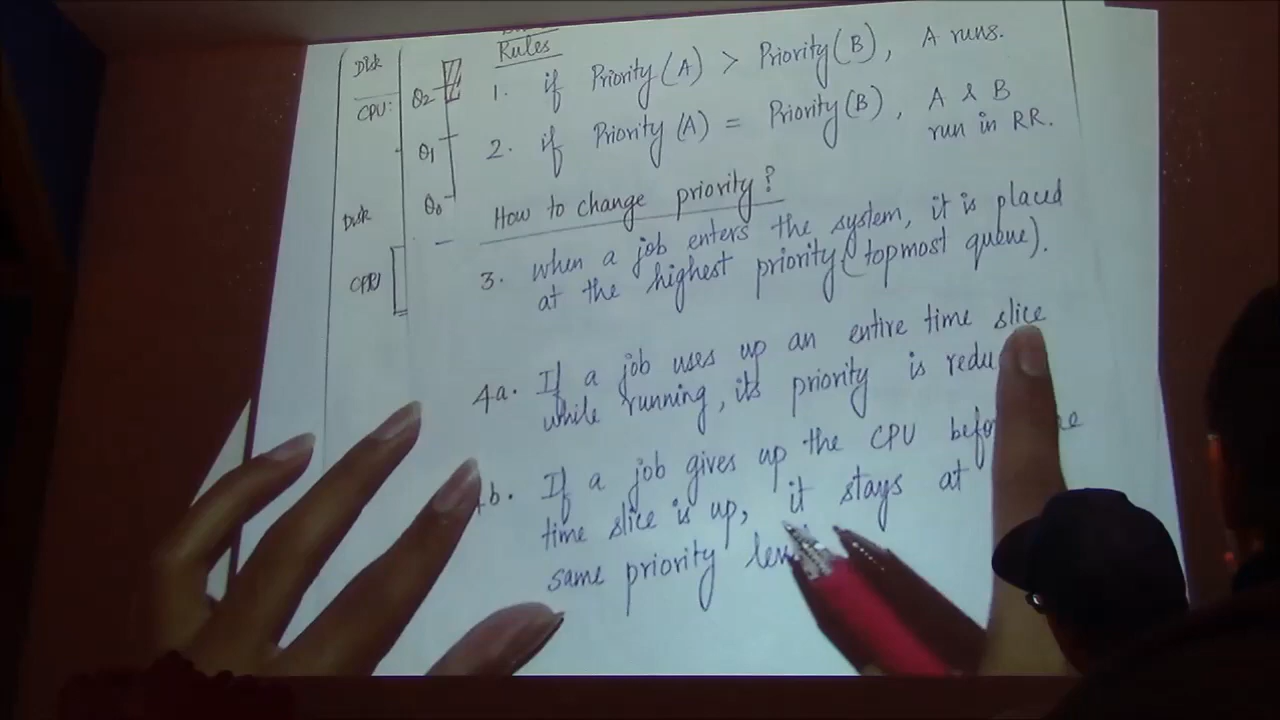 Disk
CPU:
Q2
Q1
Q0
Disk
CPU
Rules
1. if Priority(A) > Priority(B), A runs.
2. if Priority(A) = Priority(B), A & B
run in RR.
How to change priority?
3. When a job enters the system, it is placed
at the highest priority (topmost queue).
4a. If a job uses up an entire time slice
while running, its priority is
b. If a job gives up the CPU
time slice is up, it stays at
same priority